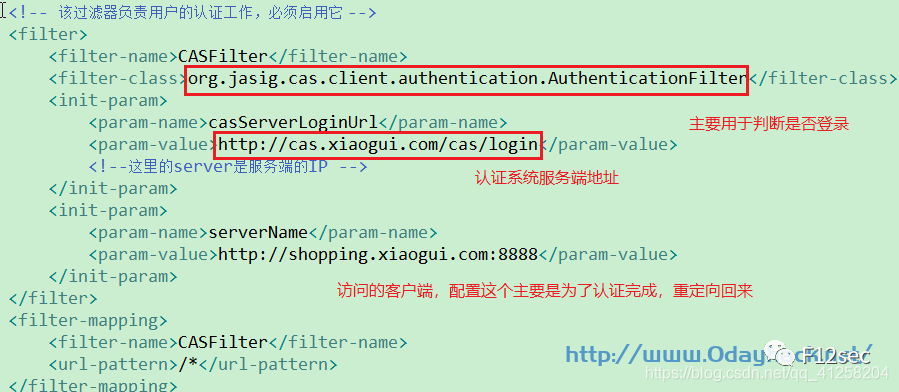 <!-- 该过滤器负责用户的认证工作，必须启用它 -->
<filter>
<filter-name>CASFilter</filter-name>
<filter-class>org.jasig.cas.client.authentication.AuthenticationFilter</filter-class>
<init-param>
<param-name>casServerLoginUrl</param-name>
主要用于判断是否登录
<param-value>http://cas.xiaogui.com/cas/login</param-value>
<!--这里的server是服务端的IP -->
认证系统服务端地址
</init-param>
<init-param>
<param-name>serverName</param-name>
<param-value>http://shopping.xiaogui.com:8888</param-value>
</init-param>
访问的客户端，配置这个主要是为了认证完成，重定向回来
</filter>
<filter-mapping>
<filter-name>CASFilter</filter-name>
<url-pattern>/*</url-pattern>
http://www.0day
F12sec
https://blog.csdn.net/qq_41258204
</filter-mapping>